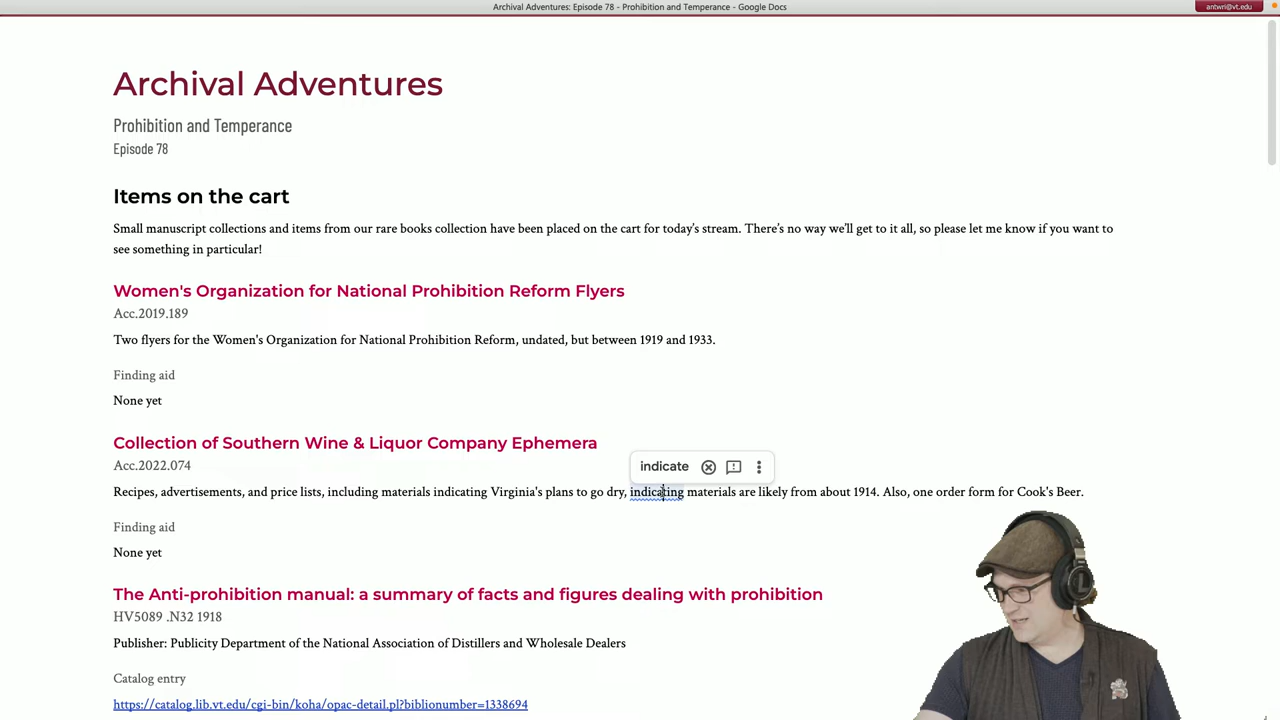 Archival Adventures: Episode 78 - Prohibition and Temperance - Google Docs
antwri@vt.edu
Archival Adventures
Prohibition and Temperance
Episode 78
Items on the cart
Small manuscript collections and items from our rare books collection have been placed on the cart for today's stream. There's no way we'll get to it all, so please let me know if you want to
see something in particular!
Women's Organization for National Prohibition Reform Flyers
Acc.2019.189
Two flyers for the Women's Organization for National Prohibition Reform, undated, but between 1919 and 1933.
Finding aid
None yet
Collection of Southern Wine & Liquor Company Ephemera
Acc.2022.074
indicate
Recipes, advertisements, and price lists, including materials indicating Virginia's plans to go dry, indicating materials are likely from about 1914. Also, one order form for Cook's Beer.
Finding aid
None yet
The Anti-prohibition manual: a summary of facts and figures dealing with prohibition
HV5089 .N32 1918
Publisher: Publicity Department of the National Association of Distillers and Wholesale Dealers
Catalog entry
https://catalog.lib.vt.edu/cgi-bin/koha/opac-detail.pl?biblionumber=1338694